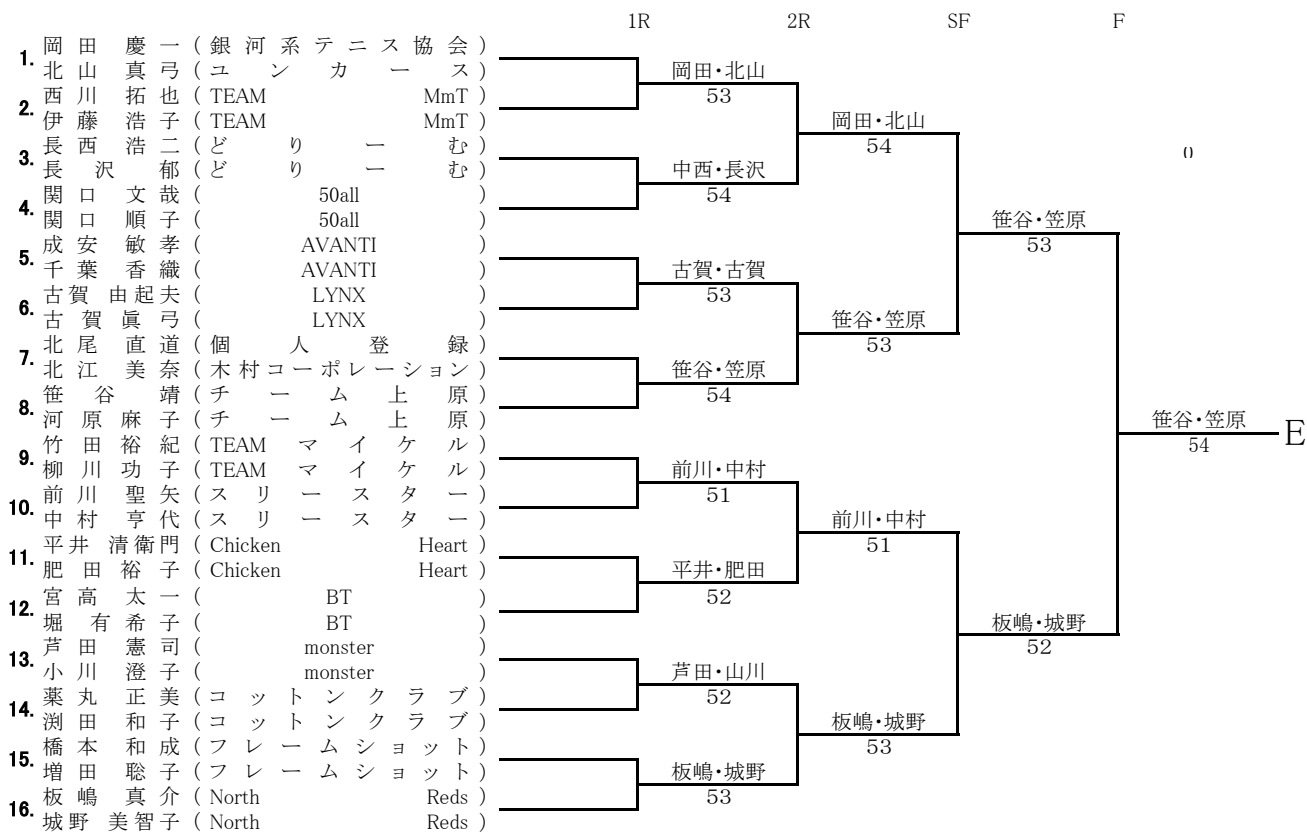 1R 2R SF F
1.
岡田 慶一 (銀河系テニス協会)
北山 真弓 (ユンカース)
2.
西川 拓也 (TEAM MmT)
伊藤 浩子 (TEAM MmT)
3.
長西 浩二 (どりーむ)
長沢 郁 (どりーむ)
4.
関口 文哉 (50all)
関口 順子 (50all)
5.
成安 敏孝 (AVANTI)
千葉 香織 (AVANTI)
6.
古賀 由起夫 (LYNX)
古賀 眞弓 (LYNX)
7.
北尾 直道 (個人登録)
北江 美奈 (木村コーポレーション)
8.
笹谷 靖 (チーム上原)
河原 麻子 (チーム上原)
9.
竹田 裕紀 (TEAM マイケル)
柳川 功子 (TEAM マイケル)
10.
前川 聖矢 (スリースター)
中村 亨代 (スリースター)
11.
平井 清衛門 (Chicken Heart)
肥田 裕子 (Chicken Heart)
12.
宮高 太一 (BT)
堀 有希子 (BT)
13.
芦田 憲司 (monster)
小川 澄子 (monster)
14.
薬丸 正美 (コットンクラブ)
渕田 和子 (コットンクラブ)
15.
橋本 和成 (フレームショット)
増田 聡子 (フレームショット)
16.
板嶋 真介 (North Reds)
城野 美智子 (North Reds)
岡田・北山
53
中西・長沢
54
古賀・古賀
53
笹谷・笠原
54
前川・中村
51
平井・肥田
52
芦田・山川
52
板嶋・城野
53
岡田・北山
54
笹谷・笠原
53
前川・中村
51
板嶋・城野
53
笹谷・笠原
53
板嶋・城野
52
笹谷・笠原
54
E
0